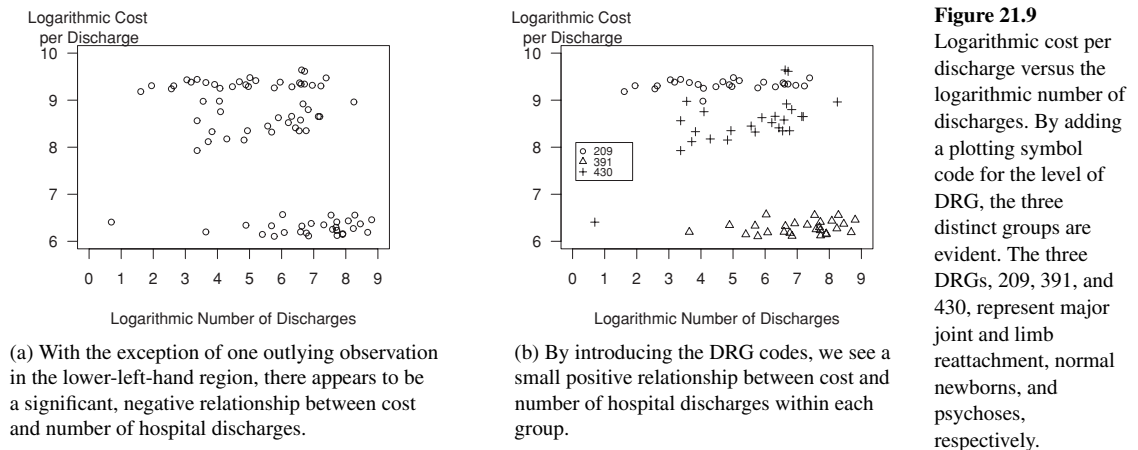 Logarithmic Cost
per Discharge
10
9
8
7
6
0 1 2 3 4 5 6 7 8 9
Logarithmic Number of Discharges
(a) With the exception of one outlying observation
in the lower-left-hand region, there appears to be
a significant, negative relationship between cost
and number of hospital discharges.
Logarithmic Cost
per Discharge
10
9
8
7
6
209
391
430
0 1 2 3 4 5 6 7 8 9
Logarithmic Number of Discharges
(b) By introducing the DRG codes, we see a
small positive relationship between cost and
number of hospital discharges within each
group.
Figure 21.9
Logarithmic cost per
discharge versus the
logarithmic number of
discharges. By adding
a plotting symbol
code for the level of
DRG, the three
distinct groups are
evident. The three
DRGs, 209, 391, and
430, represent major
joint and limb
reattachment, normal
newborns, and
psychoses,
respectively.